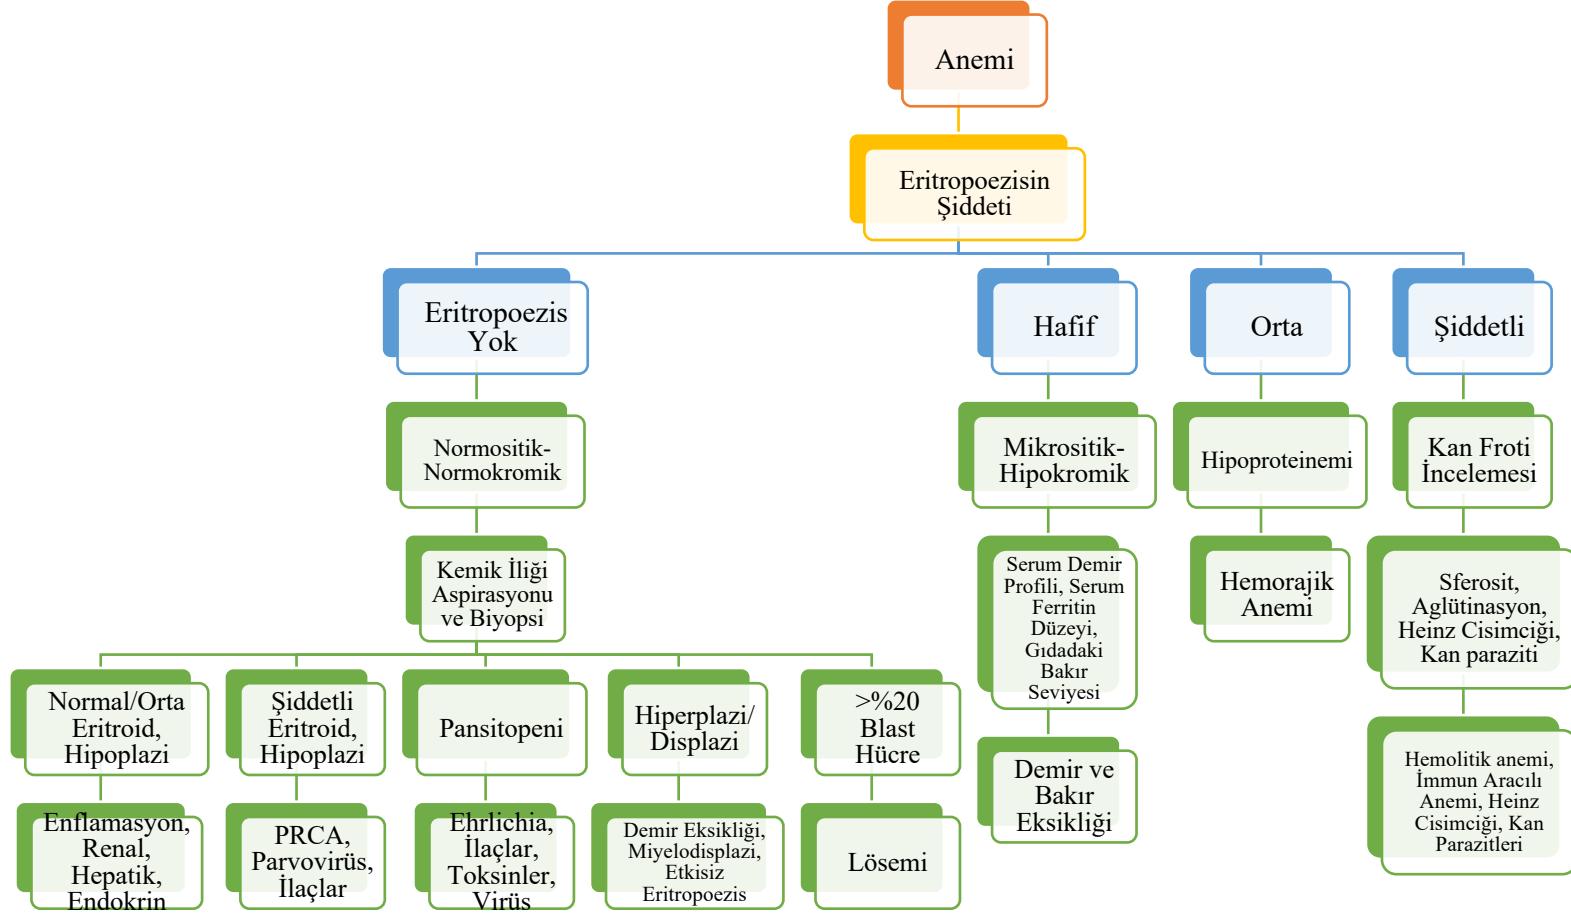 Anemi
Eritropoezisin
Şiddeti
Eritropoezis
Yok
Hafif
Orta
Şiddetli
Normositik-
Normokromik
Mikrositik-
Hipokromik
Hipoproteinemi
Kan Froti
İncelemesi
Kemik İliği
Aspirasyonu
ve Biyopsi
Serum Demir
Profili, Serum
Ferritin
Düzeyi,
Gıdadaki
Bakır
Seviyesi
Hemorajik
Anemi
Sferosit,
Aglütinasyon,
Heinz Cisimciği,
Kan paraziti
Normal/Orta
Eritroid,
Hipoplazi
Şiddetli
Eritroid,
Hipoplazi
Pansitopeni
Hiperplazi/
Displazi
>%20
Blast
Hücre
Demir ve
Bakır
Eksikliği
Hemolitik anemi,
İmmun Aracılı
Anemi, Heinz
Cisimciği, Kan
Parazitleri
Enflamasyon,
Renal,
Hepatik,
Endokrin
PRCA,
Parvovirüs,
İlaçlar
Ehrlichia,
İlaçlar,
Toksinler,
Virüs
Demir Eksikliği,
Miyelodisplazi,
Etkisiz
Eritropoezis
Lösemi